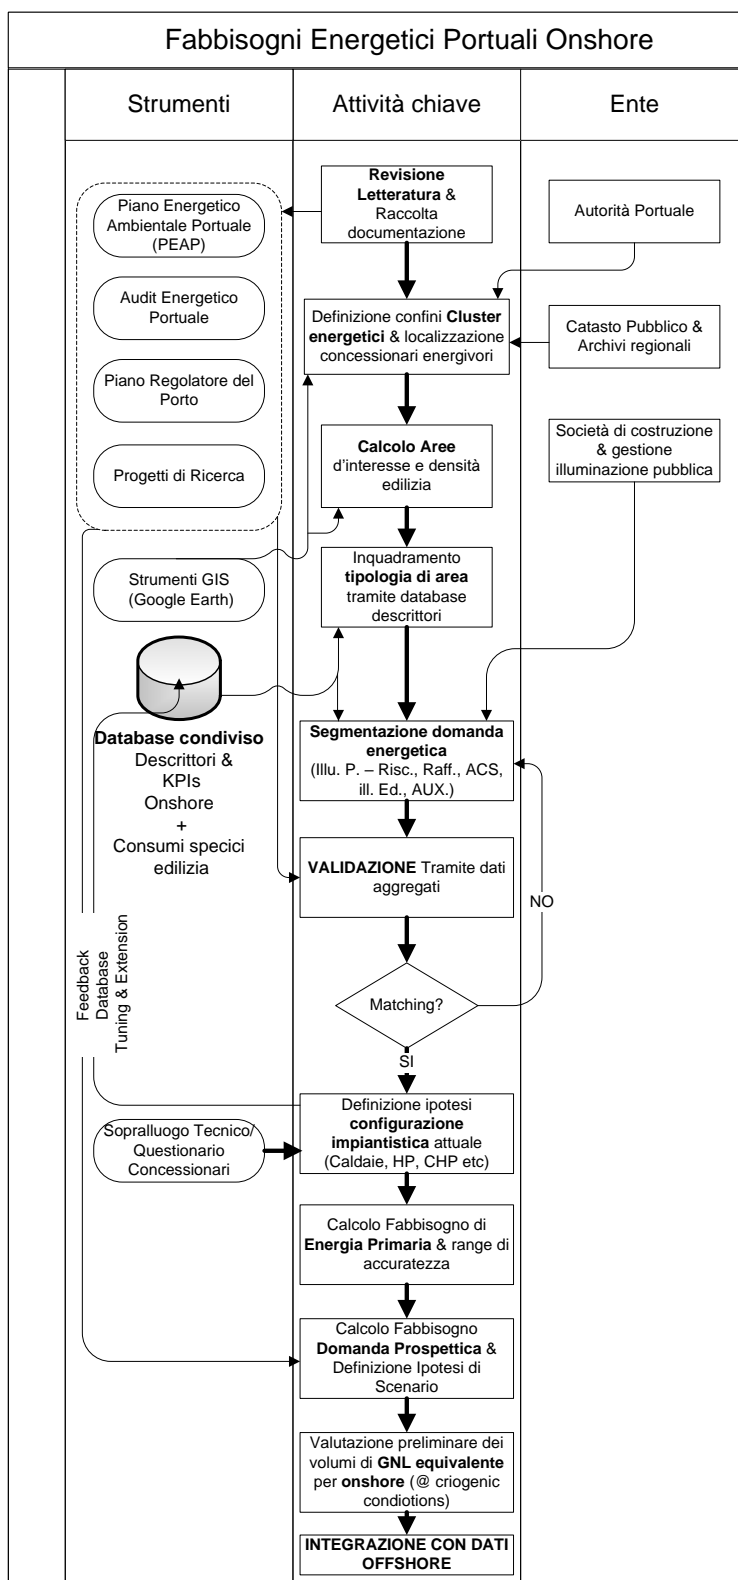 Fabbisogni Energetici Portuali Onshore
Strumenti
Attività chiave
Ente
Revisione
Letteratura &
Raccolta
documentazione
Piano Energetico
Ambientale Portuale
(PEAP)
Autorità Portuale
Audit Energetico
Portuale
Definizione confini Cluster
energetici & localizzazione
concessionari energivori
Catasto Pubblico &
Archivi regionali
Piano Regolatore del
Porto
Calcolo Aree
d'interesse e densità
edilizia
Società di costruzione
& gestione
illuminazione pubblica
Progetti di Ricerca
Strumenti GIS
(Google Earth)
Inquadramento
tipologia di area
tramite database
descrittori
Database condiviso
Descrittori &
KPIs
Onshore
+
Consumi specici
edilizia
Segmentazione domanda
energetica
(Illu. P. – Risc., Raff., ACS,
ill. Ed., AUX.)
VALIDAZIONE Tramite dati
aggregati
NO
Feedback
Database
Tuning & Extension
Matching?
SI
Definizione ipotesi
configurazione
impiantistica attuale
(Caldaie, HP, CHP etc)
Sopralluogo Tecnico/
Questionario
Concessionari
Calcolo Fabbisogno di
Energia Primaria & range di
accuratezza
Calcolo Fabbisogno
Domanda Prospettica &
Definizione Ipotesi di
Scenario
Valutazione preliminare dei
volumi di GNL equivalente
per onshore (@ criogenic
condiotions)
INTEGRAZIONE CON DATI
OFFSHORE